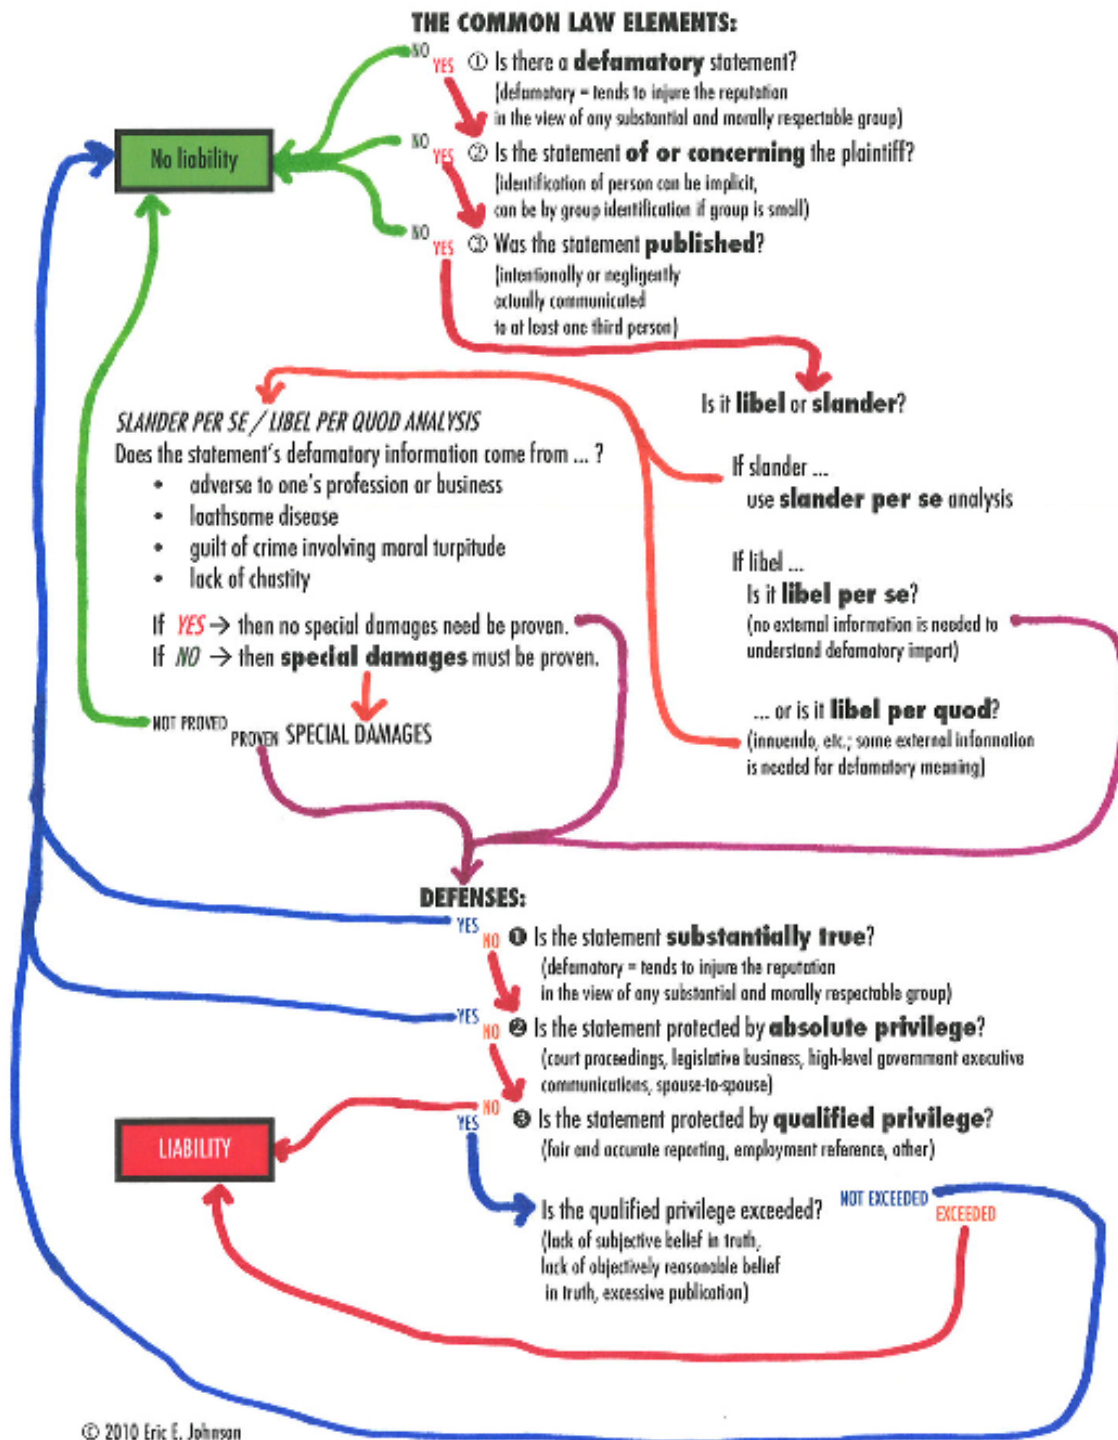 THE COMMON LAW ELEMENTS:
NO
YES
① Is there a defamatory statement?
(defamatory = tends to injure the reputation
in the view of any substantial and morally respectable group)
No liability
NO
YES
② Is the statement of or concerning the plaintiff?
(identification of person can be implicit,
can be by group identification if group is small)
NO
YES
③ Was the statement published?
(intentionally or negligently
actually communicated
to at least one third person)
Is it libel or slander?
SLANDER PER SE / LIBEL PER QUOD ANALYSIS
Does the statement's defamatory information come from ... ?
• adverse to one's profession or business
• loathsome disease
• guilt of crime involving moral turpitude
• lack of chastity
If YES → then no special damages need be proven.
If NO → then special damages must be proven.
NOT PROVED
PROVEN
SPECIAL DAMAGES
If slander ...
use slander per se analysis
If libel ...
Is it libel per se?
(no external information is needed to
understand defamatory import)
... or is it libel per quod?
(innuendo, etc.; some external information
is needed for defamatory meaning)
DEFENSES:
YES
NO
❶ Is the statement substantially true?
(defamatory = tends to injure the reputation
in the view of any substantial and morally respectable group)
YES
NO
❷ Is the statement protected by absolute privilege?
(court proceedings, legislative business, high-level government executive
communications, spouse-to-spouse)
NO
YES
❸ Is the statement protected by qualified privilege?
(fair and accurate reporting, employment reference, other)
LIABILITY
Is the qualified privilege exceeded?
NOT EXCEEDED
EXCEEDED
(lack of subjective belief in truth,
lack of objectively reasonable belief
in truth, excessive publication)
© 2010 Eric E. Johnson